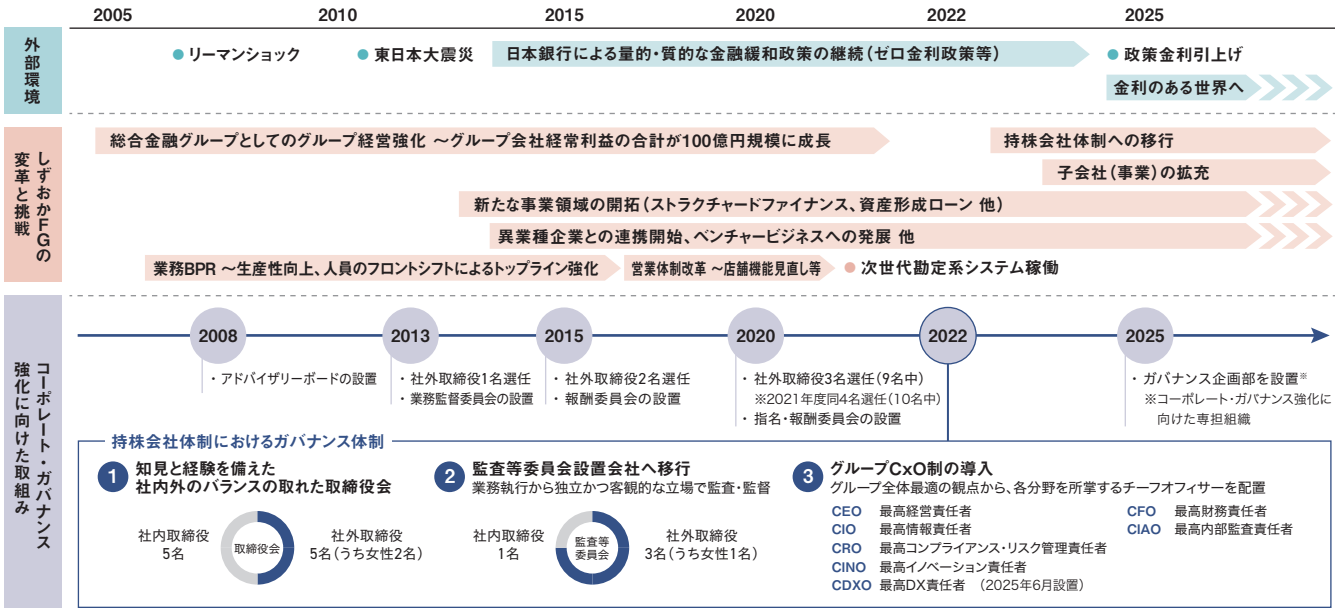 2005 2010 2015 2020 2022 2025
外部環境
リーマンショック
東日本大震災
日本銀行による量的・質的な金融緩和政策の継続(ゼロ金利政策等)
政策金利引上げ
金利のある世界へ
しずおかFGの
変革と挑戦
総合金融グループとしてのグループ経営強化 ～グループ会社経常利益の合計が100億円規模に成長
持株会社体制への移行
子会社(事業)の拡充
新たな事業領域の開拓(ストラクチャードファイナンス、資産形成ローン 他)
異業種企業との連携開始、ベンチャービジネスへの発展 他
業務BPR ～生産性向上、人員のフロントシフトによるトップライン強化
営業体制改革 ～店舗機能見直し等
次世代勘定系システム稼働
コーポレート・ガバナンス
強化に向けた取組み
2008
・アドバイザリーボードの設置
2013
・社外取締役1名選任
・業務監督委員会の設置
2015
・社外取締役2名選任
・報酬委員会の設置
2020
・社外取締役3名選任(9名中)
※2021年度同4名選任(10名中)
・指名・報酬委員会の設置
2022
2025
・ガバナンス企画部を設置※
※コーポレート・ガバナンス強化に
向けた専担組織
持株会社体制におけるガバナンス体制
1 知見と経験を備えた
社内外のバランスの取れた取締役会
社内取締役
5名
取締役会
社外取締役
5名(うち女性2名)
2 監査等委員会設置会社へ移行
業務執行から独立かつ客観的な立場で監査・監督
社内取締役
1名
監査等
委員会
社外取締役
3名(うち女性1名)
3 グループCxO制の導入
グループ全体最適の観点から、各分野を所掌するチーフオフィサーを配置
CEO 最高経営責任者
CIO 最高情報責任者
CRO 最高コンプライアンス・リスク管理責任者
CINO 最高イノベーション責任者
CDXO 最高DX責任者 (2025年6月設置)
CFO 最高財務責任者
CIAO 最高内部監査責任者